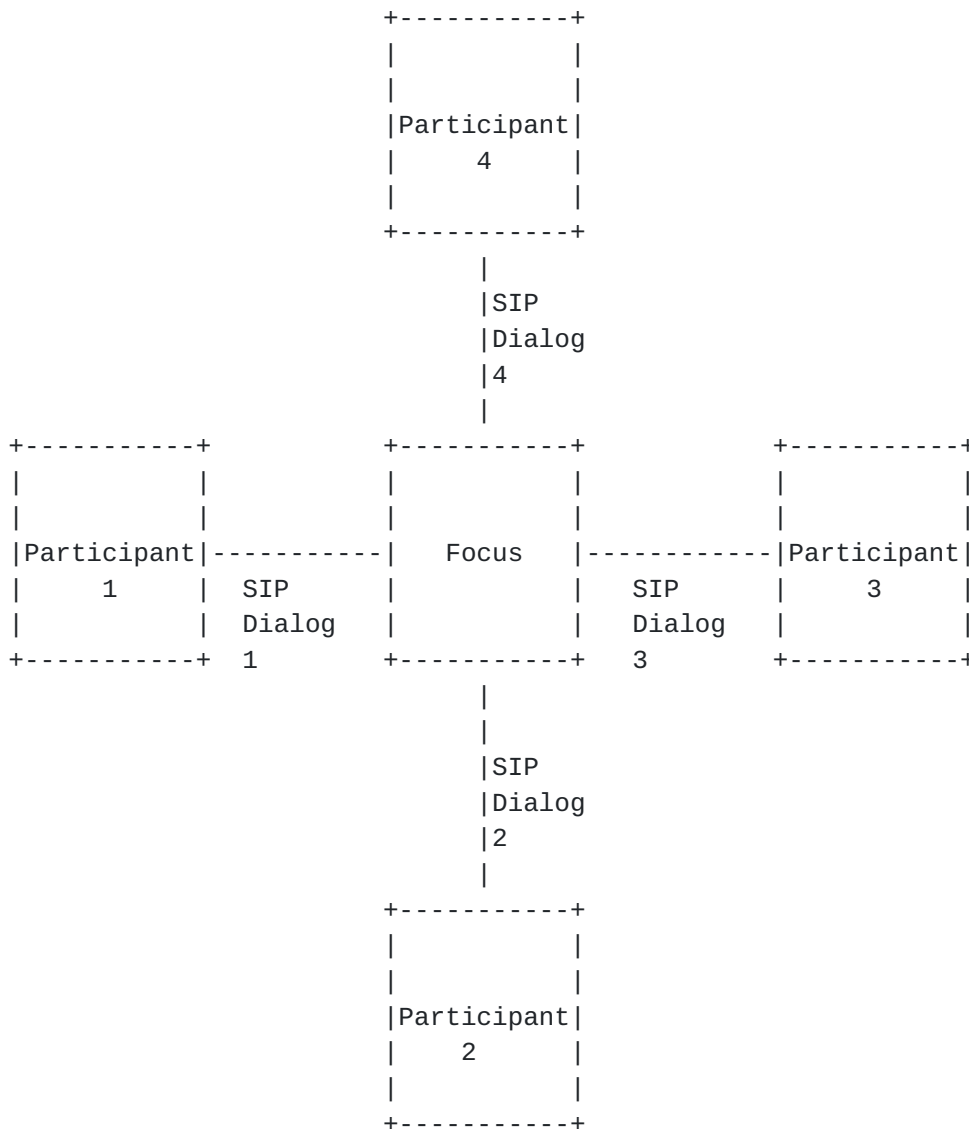 +-----------+
|           |
|           |
|Participant|
|     4     |
|           |
+-----------+
      |
      |SIP
      |Dialog
      |4
      |
+-----------+           +-----------+            +-----------+
|           |           |           |            |           |
|           |           |           |            |           |
|Participant|-----------|   Focus   |------------|Participant|
|     1     |  SIP      |           |   SIP      |     3     |
|           |  Dialog   |           |   Dialog   |           |
+-----------+  1        +-----------+   3        +-----------+
      |
      |
      |SIP
      |Dialog
      |2
      |
+-----------+
|           |
|           |
|Participant|
|    2      |
|           |
+-----------+